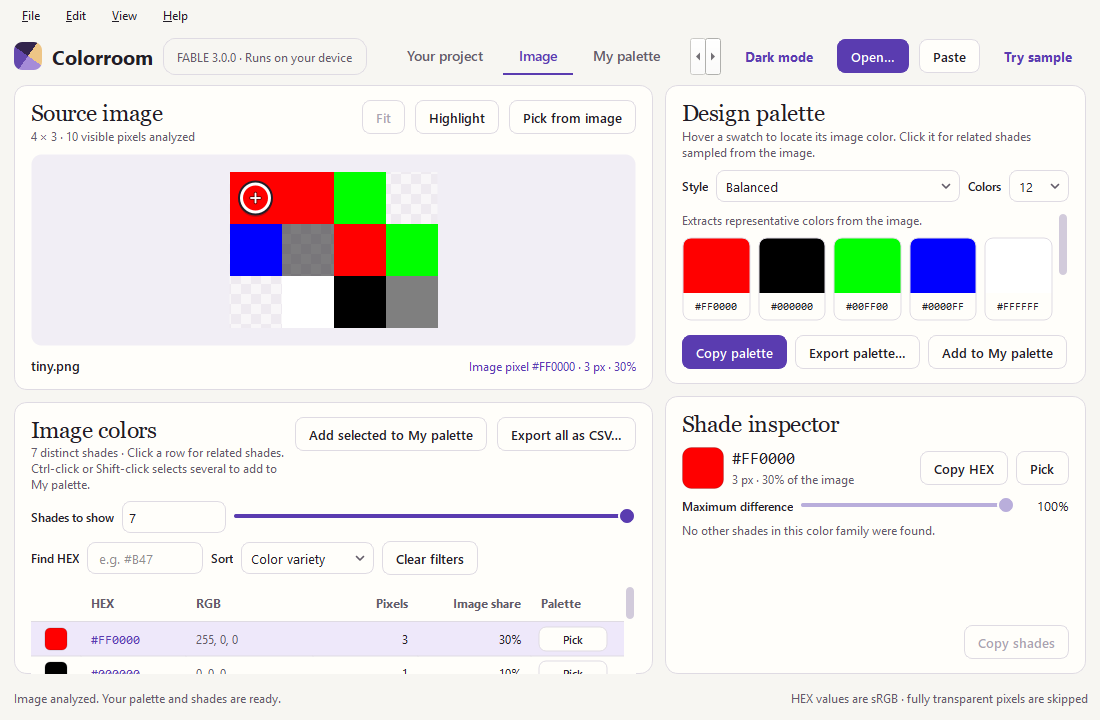 File Edit View Help
Colorroom
FABLE 3.0.0 · Runs on your device
Your project Image My palette
Dark mode Open... Paste Try sample
Source image
4 × 3 · 10 visible pixels analyzed
Fit Highlight Pick from image
tiny.png
Image pixel #FF0000 · 3 px · 30%
Design palette
Hover a swatch to locate its image color. Click it for related shades
sampled from the image.
Style Balanced Colors 12
Extracts representative colors from the image.
#FF0000 #000000 #00FF00 #0000FF #FFFFFF
Copy palette Export palette... Add to My palette
Image colors
7 distinct shades · Click a row for related shades.
Ctrl-click or Shift-click selects several to add to
My palette.
Add selected to My palette Export all as CSV...
Shades to show 7
Find HEX e.g. #B47 Sort Color variety Clear filters
HEX RGB Pixels Image share Palette
#FF0000 255, 0, 0 3 30% Pick
#000000 0, 0, 0 1 10% Pick
Shade inspector
#FF0000
3 px · 30% of the image
Copy HEX Pick
Maximum difference 100%
No other shades in this color family were found.
Copy shades
Image analyzed. Your palette and shades are ready.
HEX values are sRGB · fully transparent pixels are skipped